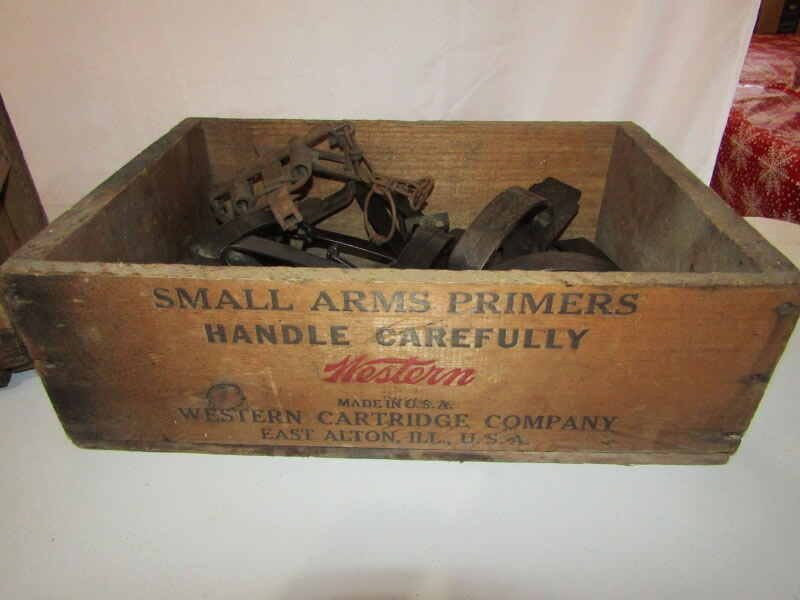 SMALL ARMS PRIMERS
HANDLE CAREFULLY
Western
MADE IN U.S.A.
WESTERN CARTRIDGE COMPANY
EAST ALTON, ILL., U.S.A.